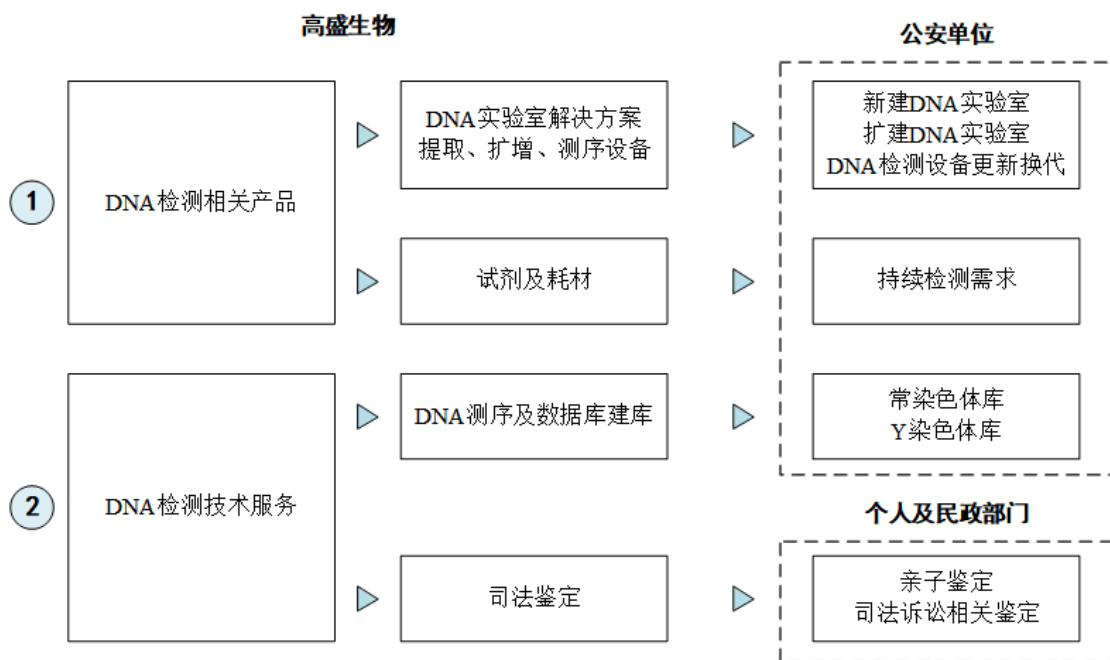 高盛生物
公安单位
1
DNA检测相关产品
DNA实验室解决方案
提取、扩增、测序设备
新建DNA实验室
扩建DNA实验室
DNA检测设备更新换代
试剂及耗材
持续检测需求
2
DNA检测技术服务
DNA测序及数据库建库
常染色体库
Y染色体库
个人及民政部门
司法鉴定
亲子鉴定
司法诉讼相关鉴定